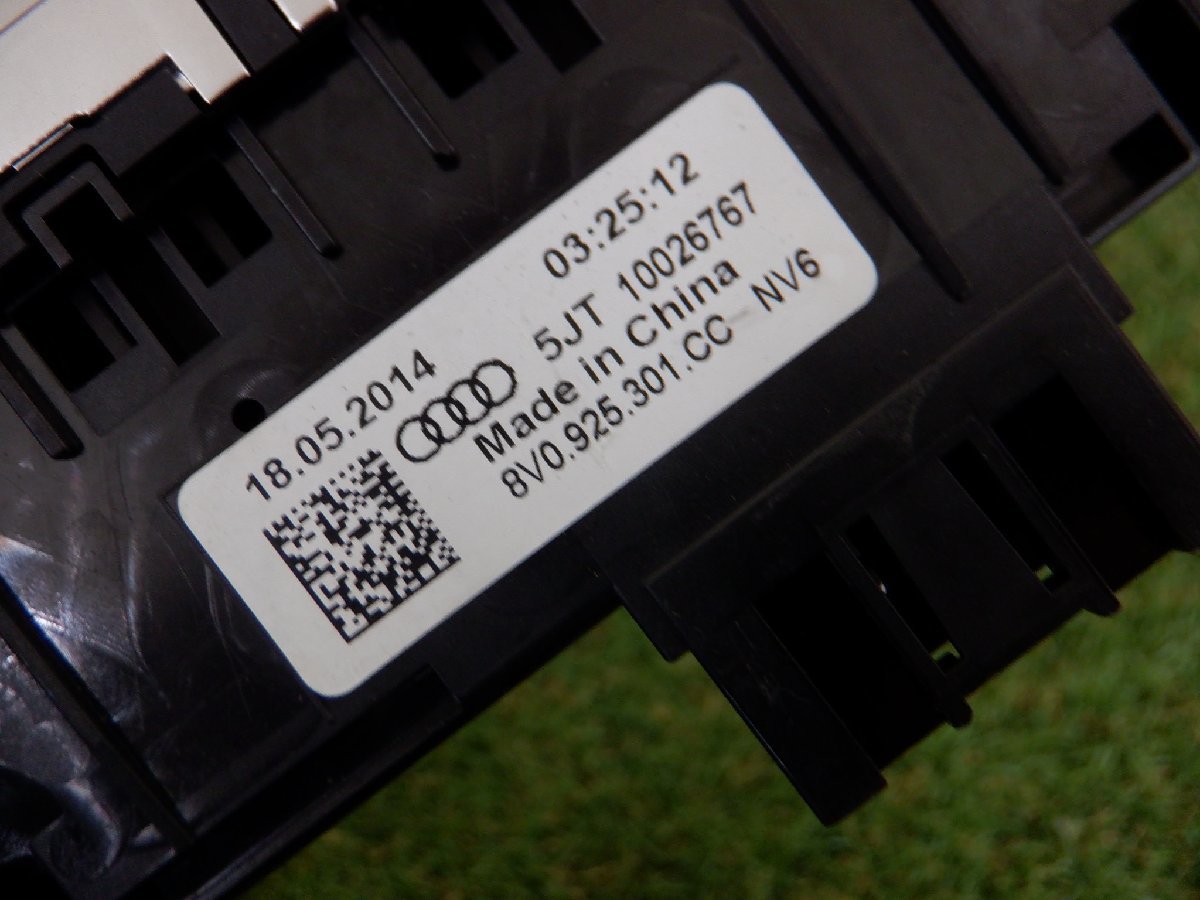 18.05.2014 03:25:12
5JT 10026767
Made in China
8V0.925.301.CC NV6